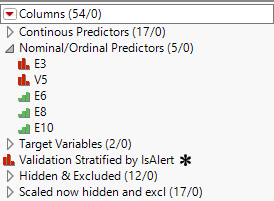 Columns (54/0)
Continous Predictors (17/0)
Nominal/Ordinal Predictors (5/0)
E3
V5
E6
E8
E10
Target Variables (2/0)
Validation Stratified by IsAlert
Hidden & Excluded (12/0)
Scaled now hidden and excl (17/0)